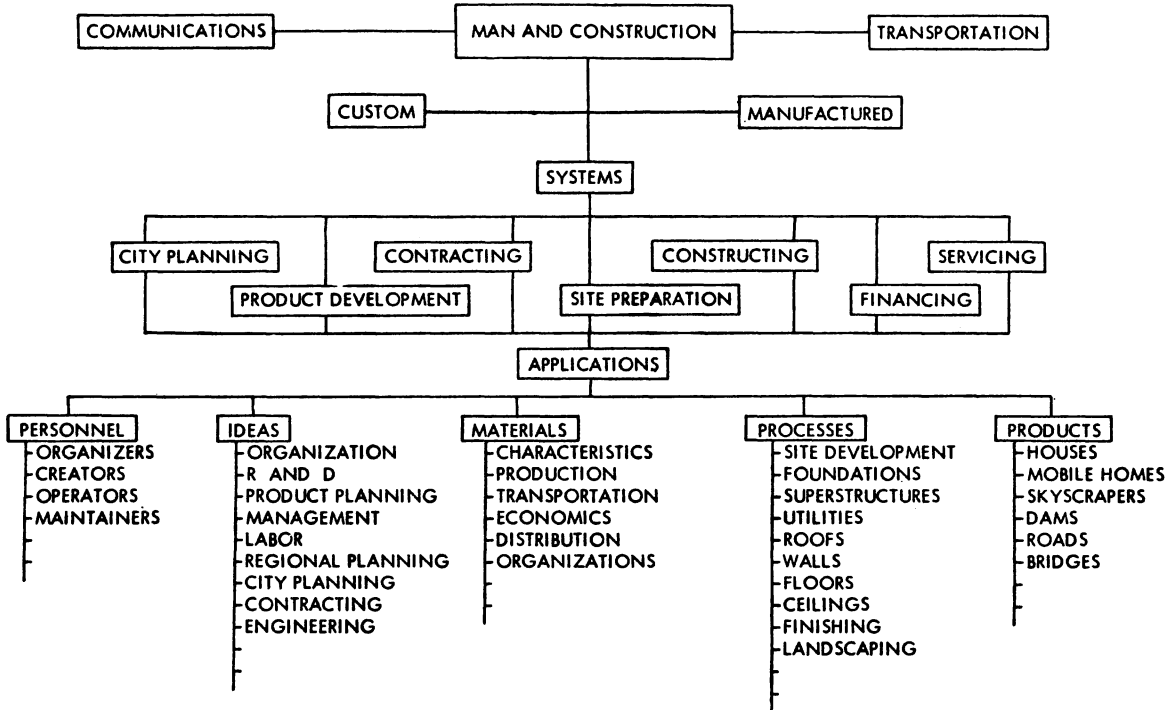 COMMUNICATIONS
MAN AND CONSTRUCTION
TRANSPORTATION
CUSTOM
MANUFACTURED
SYSTEMS
CITY PLANNING
CONTRACTING
CONSTRUCTING
SERVICING
PRODUCT DEVELOPMENT
SITE PREPARATION
FINANCING
APPLICATIONS
PERSONNEL
ORGANIZERS
CREATORS
OPERATORS
MAINTAINERS
IDEAS
ORGANIZATION
R AND D
PRODUCT PLANNING
MANAGEMENT
LABOR
REGIONAL PLANNING
CITY PLANNING
CONTRACTING
ENGINEERING
MATERIALS
CHARACTERISTICS
PRODUCTION
TRANSPORTATION
ECONOMICS
DISTRIBUTION
ORGANIZATIONS
PROCESSES
SITE DEVELOPMENT
FOUNDATIONS
SUPERSTRUCTURES
UTILITIES
ROOFS
WALLS
FLOORS
CEILINGS
FINISHING
LANDSCAPING
PRODUCTS
HOUSES
MOBILE HOMES
SKYSCRAPERS
DAMS
ROADS
BRIDGES